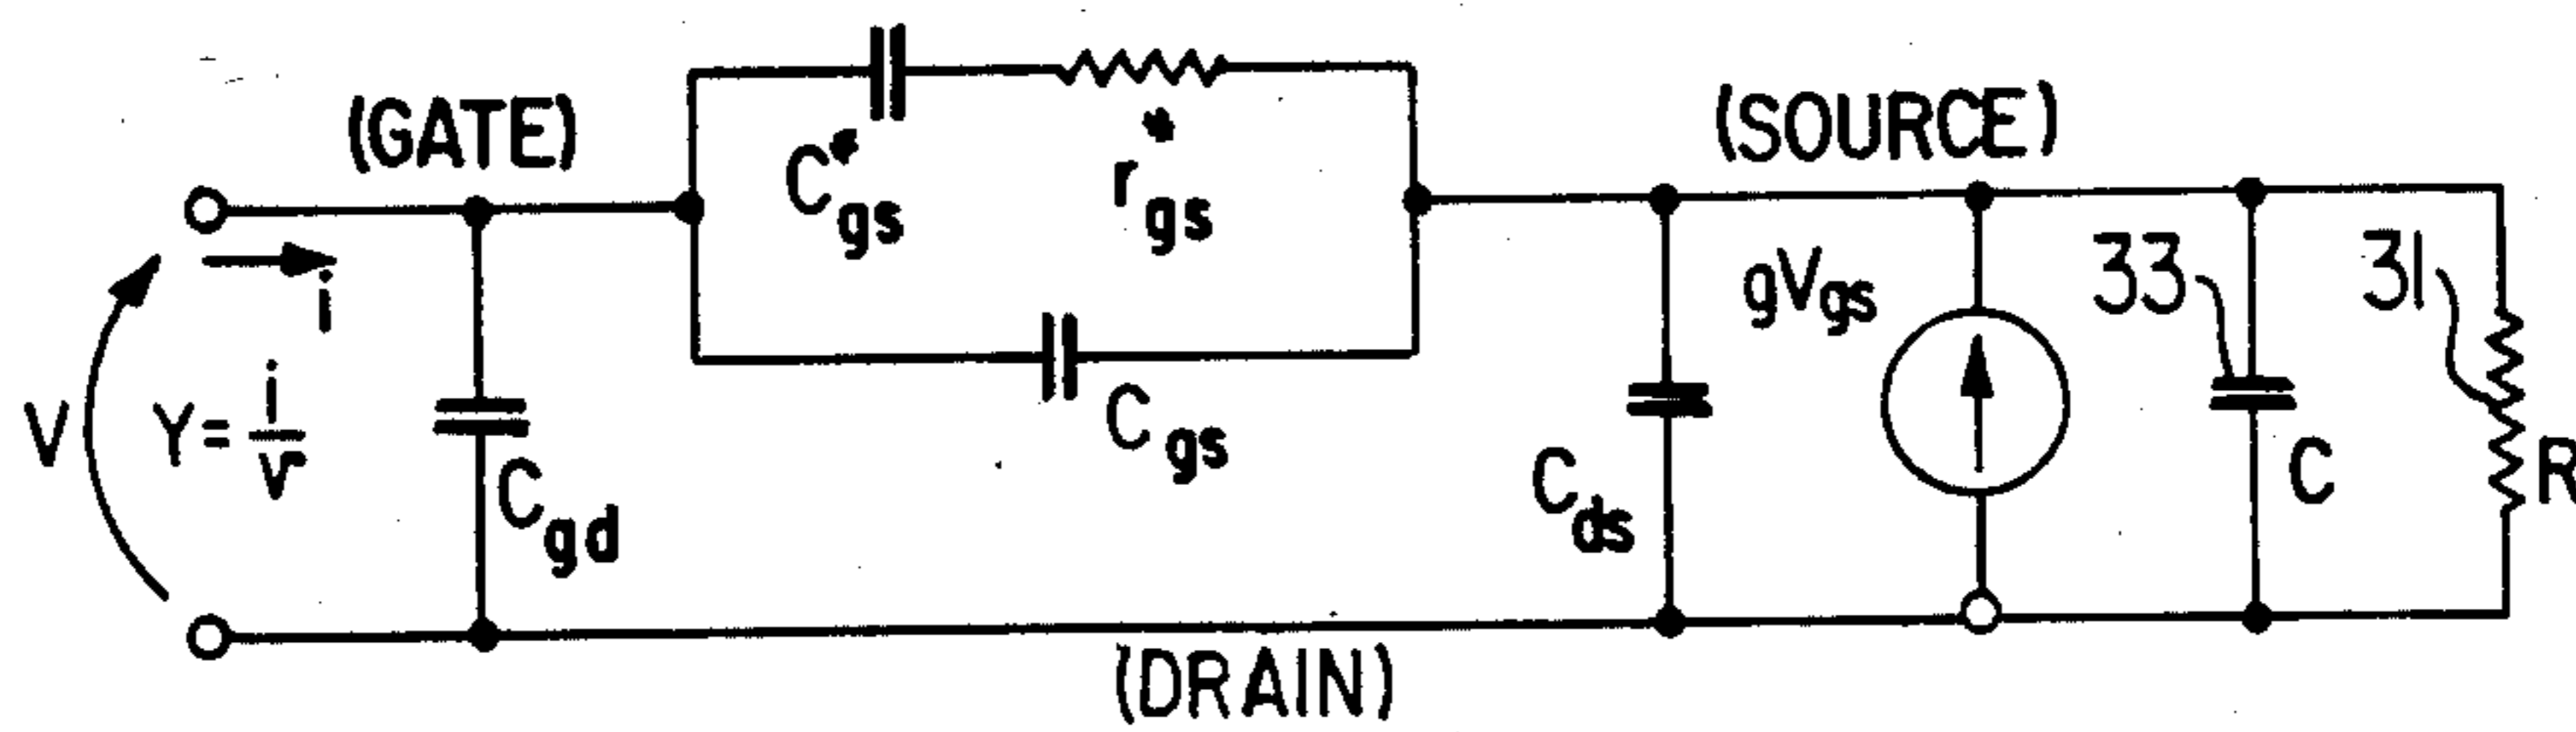 (GATE)
(SOURCE)
C*gs
r*gs
i
V
Y = i/v
Cgd
Cgs
Cds
gVgs
33
31
C
R
(DRAIN)